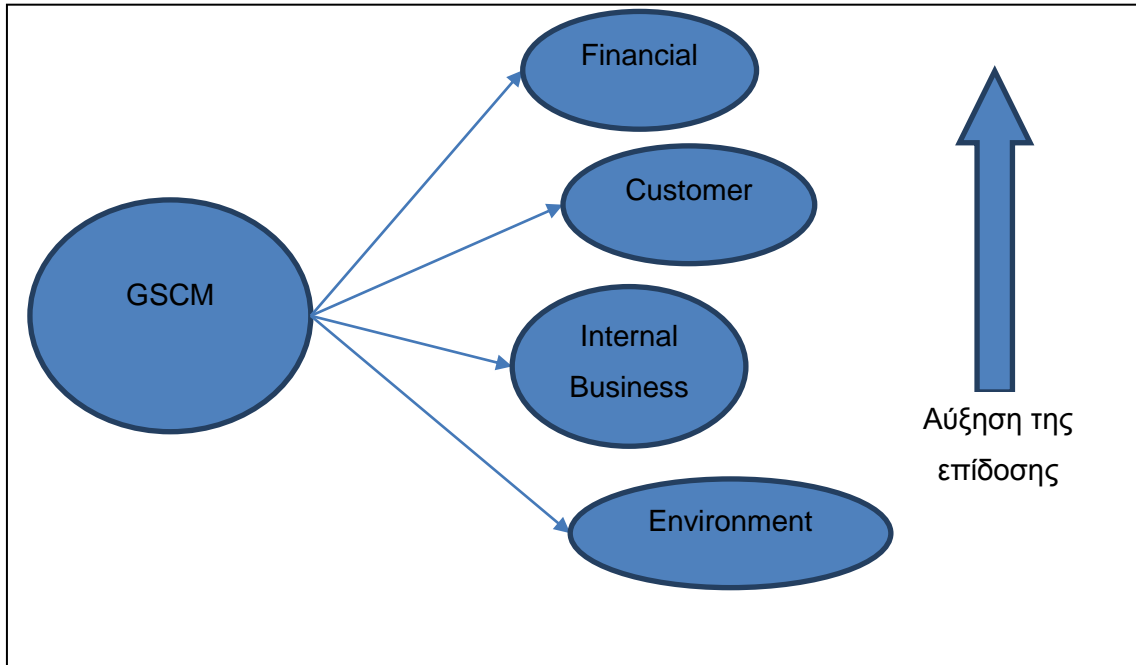 Financial
Customer
GSCM
Internal
Business
Αύξηση της
επίδοσης
Environment